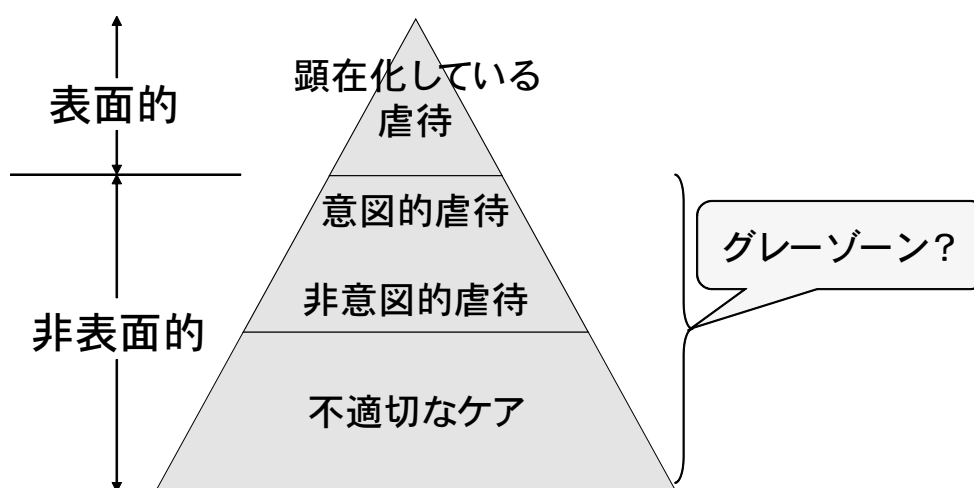 顕在化している
虐待
表面的
意図的虐待
グレーゾーン？
非意図的虐待
非表面的
不適切なケア